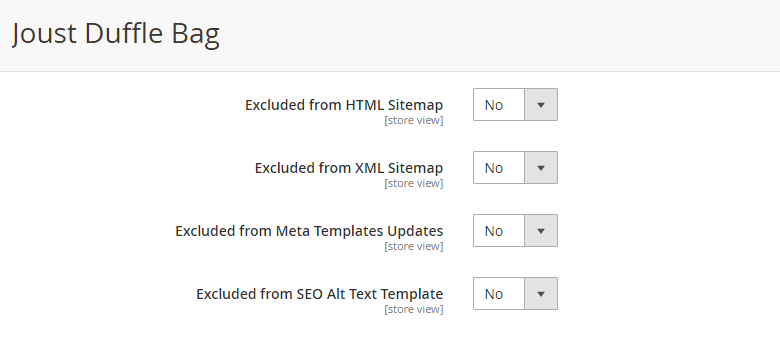 Joust Duffle Bag
Excluded from HTML Sitemap No
[store view]
Excluded from XML Sitemap No
[store view]
Excluded from Meta Templates Updates No
[store view]
Excluded from SEO Alt Text Template No
[store view]